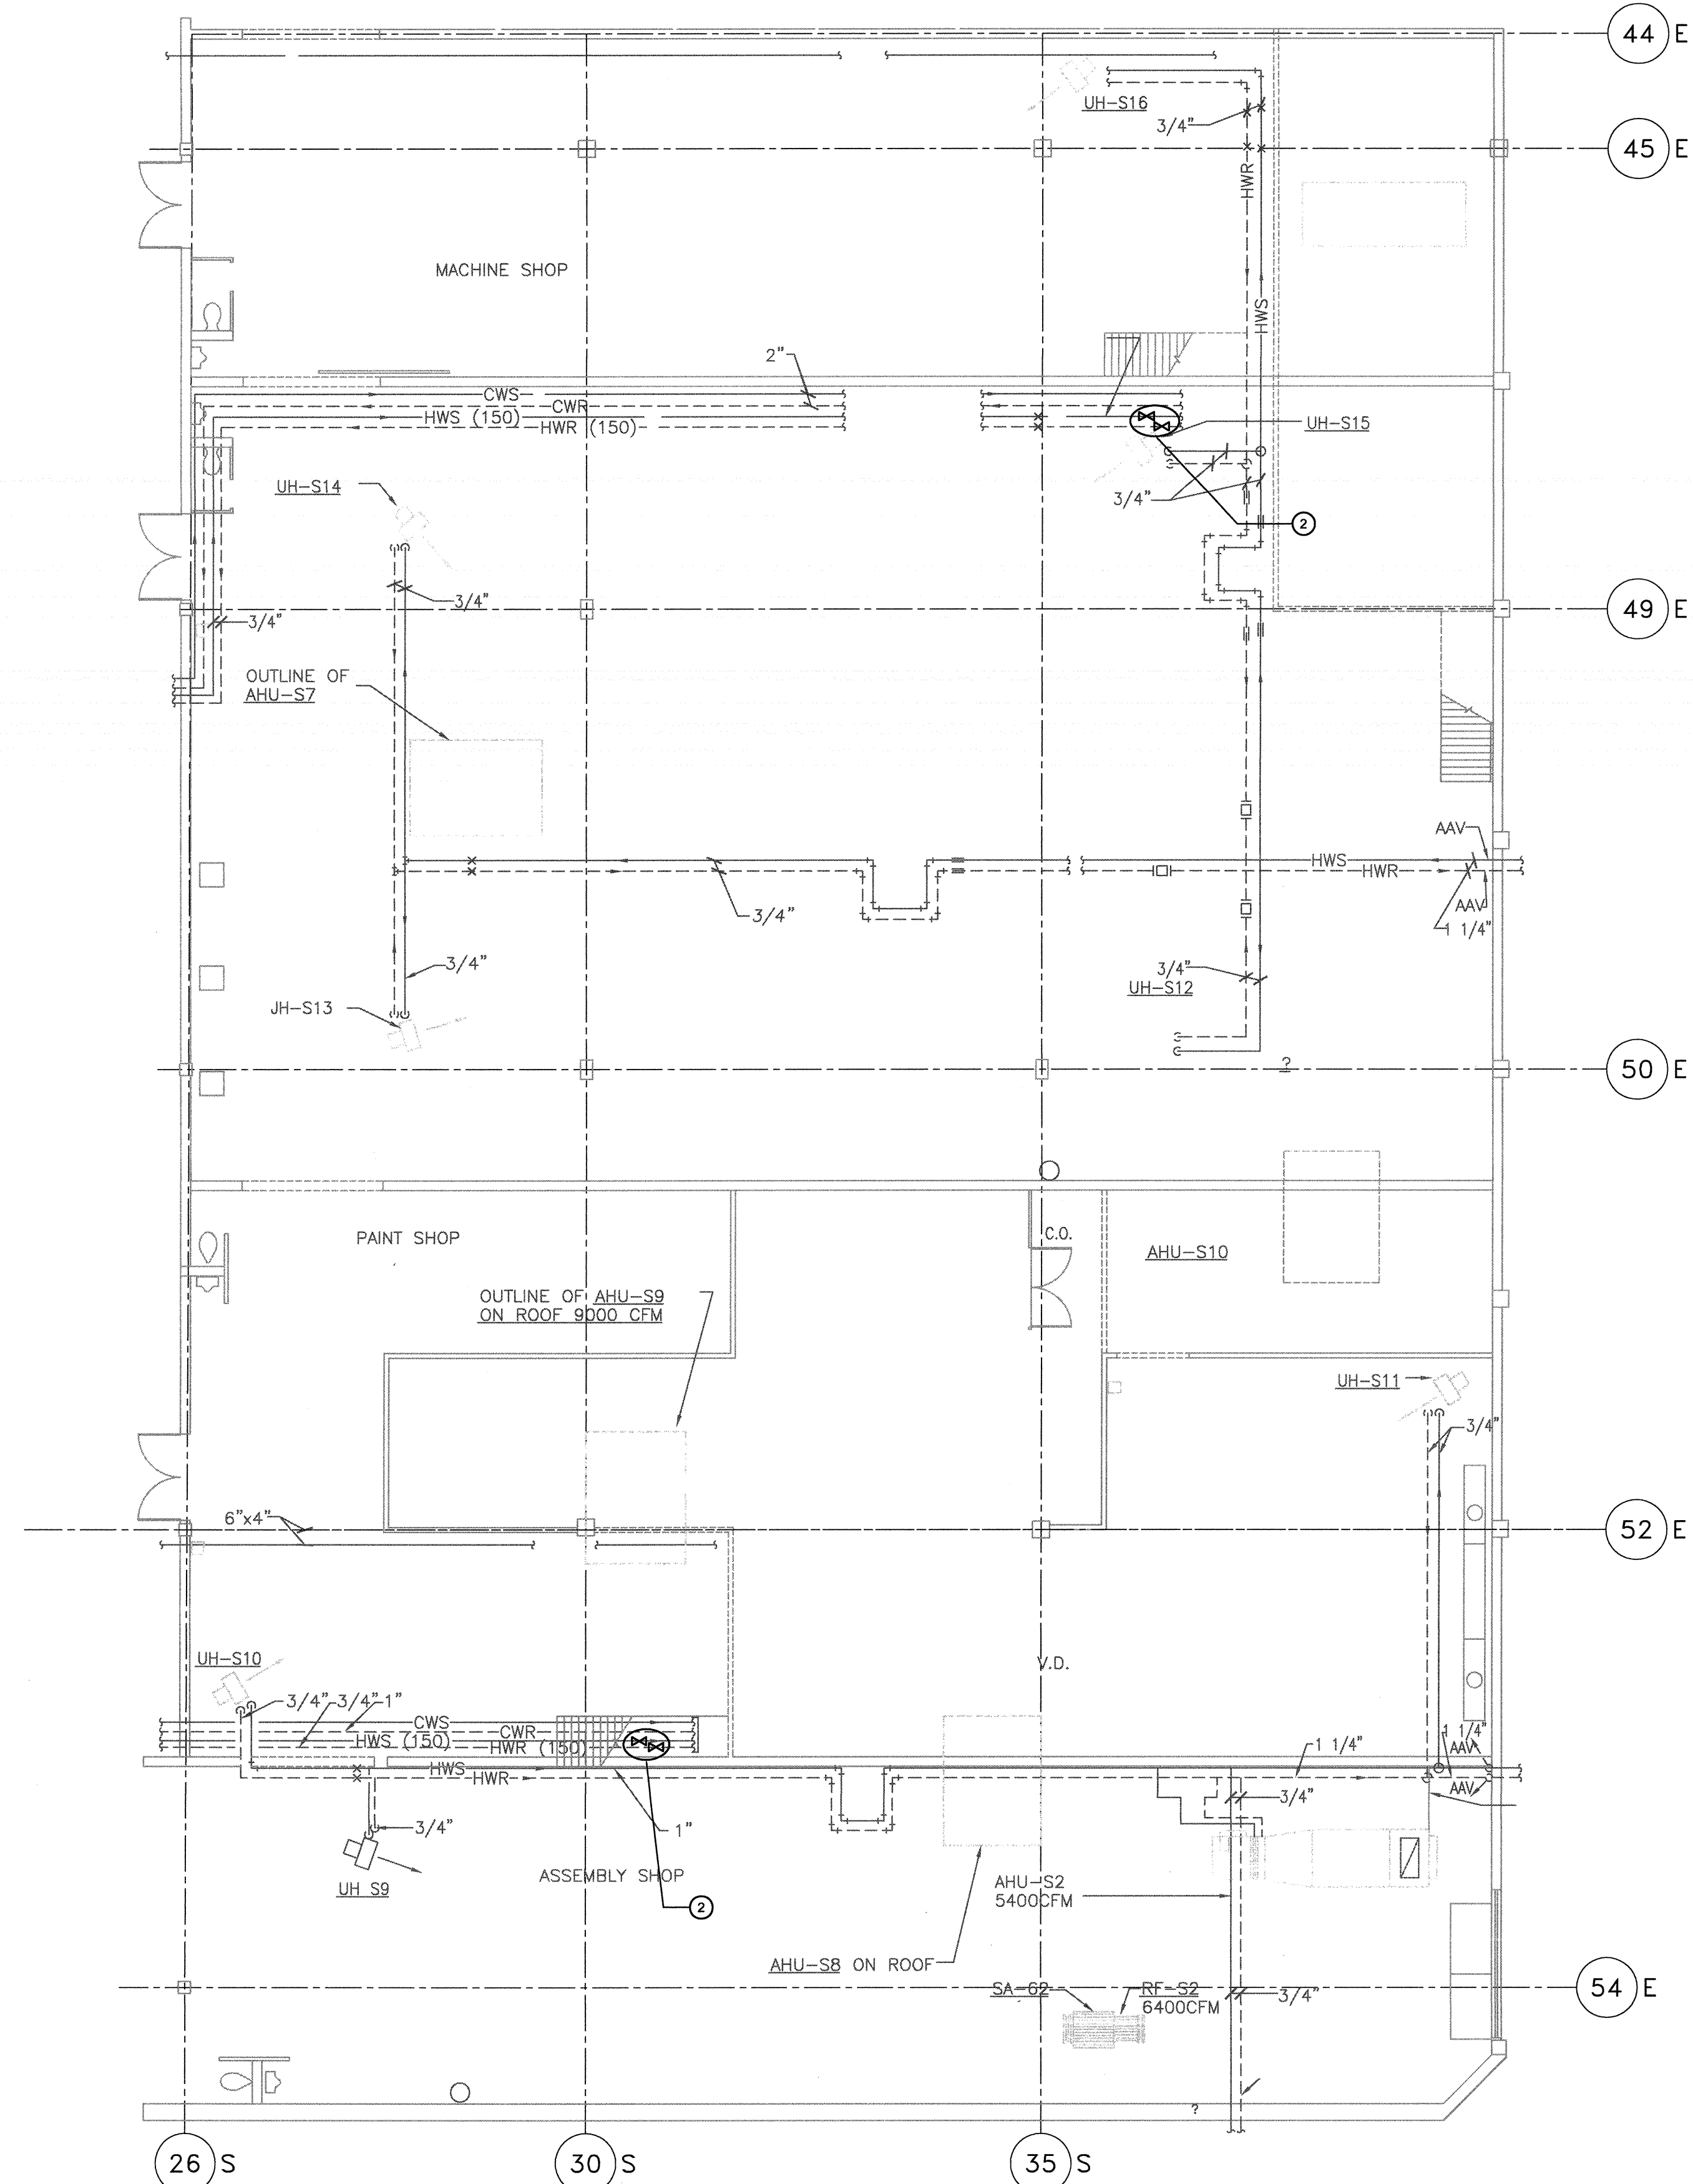 44 E
UH-S16
3/4"
45 E
HWR
MACHINE SHOP
HWS
2"
CWS
CWR
HWS (150)
HWR (150)
UH-S15
UH-S14
3/4"
2
3/4"
49 E
3/4"
OUTLINE OF
AHU-S7
AAV
HWS
HWR
3/4"
AAV
1 1/4"
3/4"
3/4"
UH-S12
JH-S13
?
50 E
C.O.
PAINT SHOP
AHU-S10
OUTLINE OF AHU-S9
ON ROOF 9000 CFM
UH-S11
3/4"
6"x4"
52 E
UH-S10
V.D.
3/4" 3/4" 1"
CWS
CWR
HWS (150)
HWR (150)
1 1/4"
1 1/4"
AAV
HWS
HWR
AAV
3/4"
3/4"
1"
ASSEMBLY SHOP
AHU-S2
5400CFM
UH S9
2
AHU-S8 ON ROOF
SA-62
RF-S2
6400CFM
3/4"
54 E
?
26 S
30 S
35 S